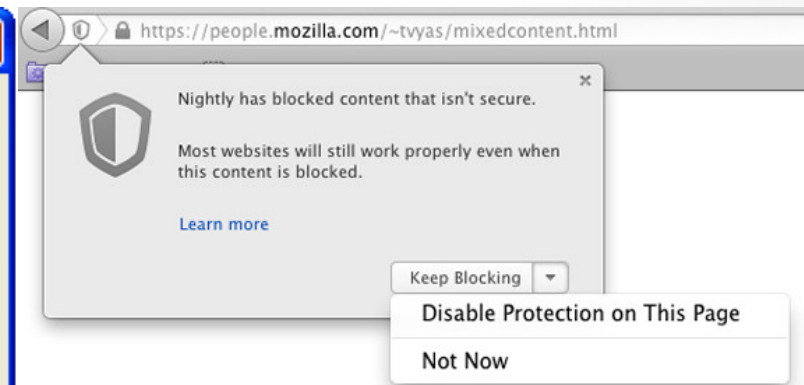 https://people.mozilla.com/~tvyas/mixedcontent.html
Nightly has blocked content that isn't secure.
Most websites will still work properly even when
this content is blocked.
Learn more
Keep Blocking
Disable Protection on This Page
Not Now